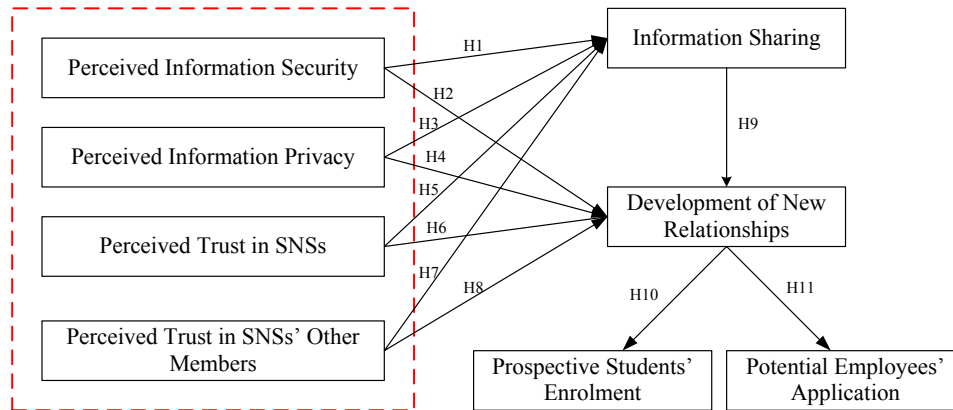 Perceived Information Security
Perceived Information Privacy
Perceived Trust in SNSs
Perceived Trust in SNSs’ Other
Members
H1
H2
H3
H4
H5
H6
H7
H8
Information Sharing
H9
Development of New
Relationships
H10
H11
Prospective Students’
Enrolment
Potential Employees’
Application